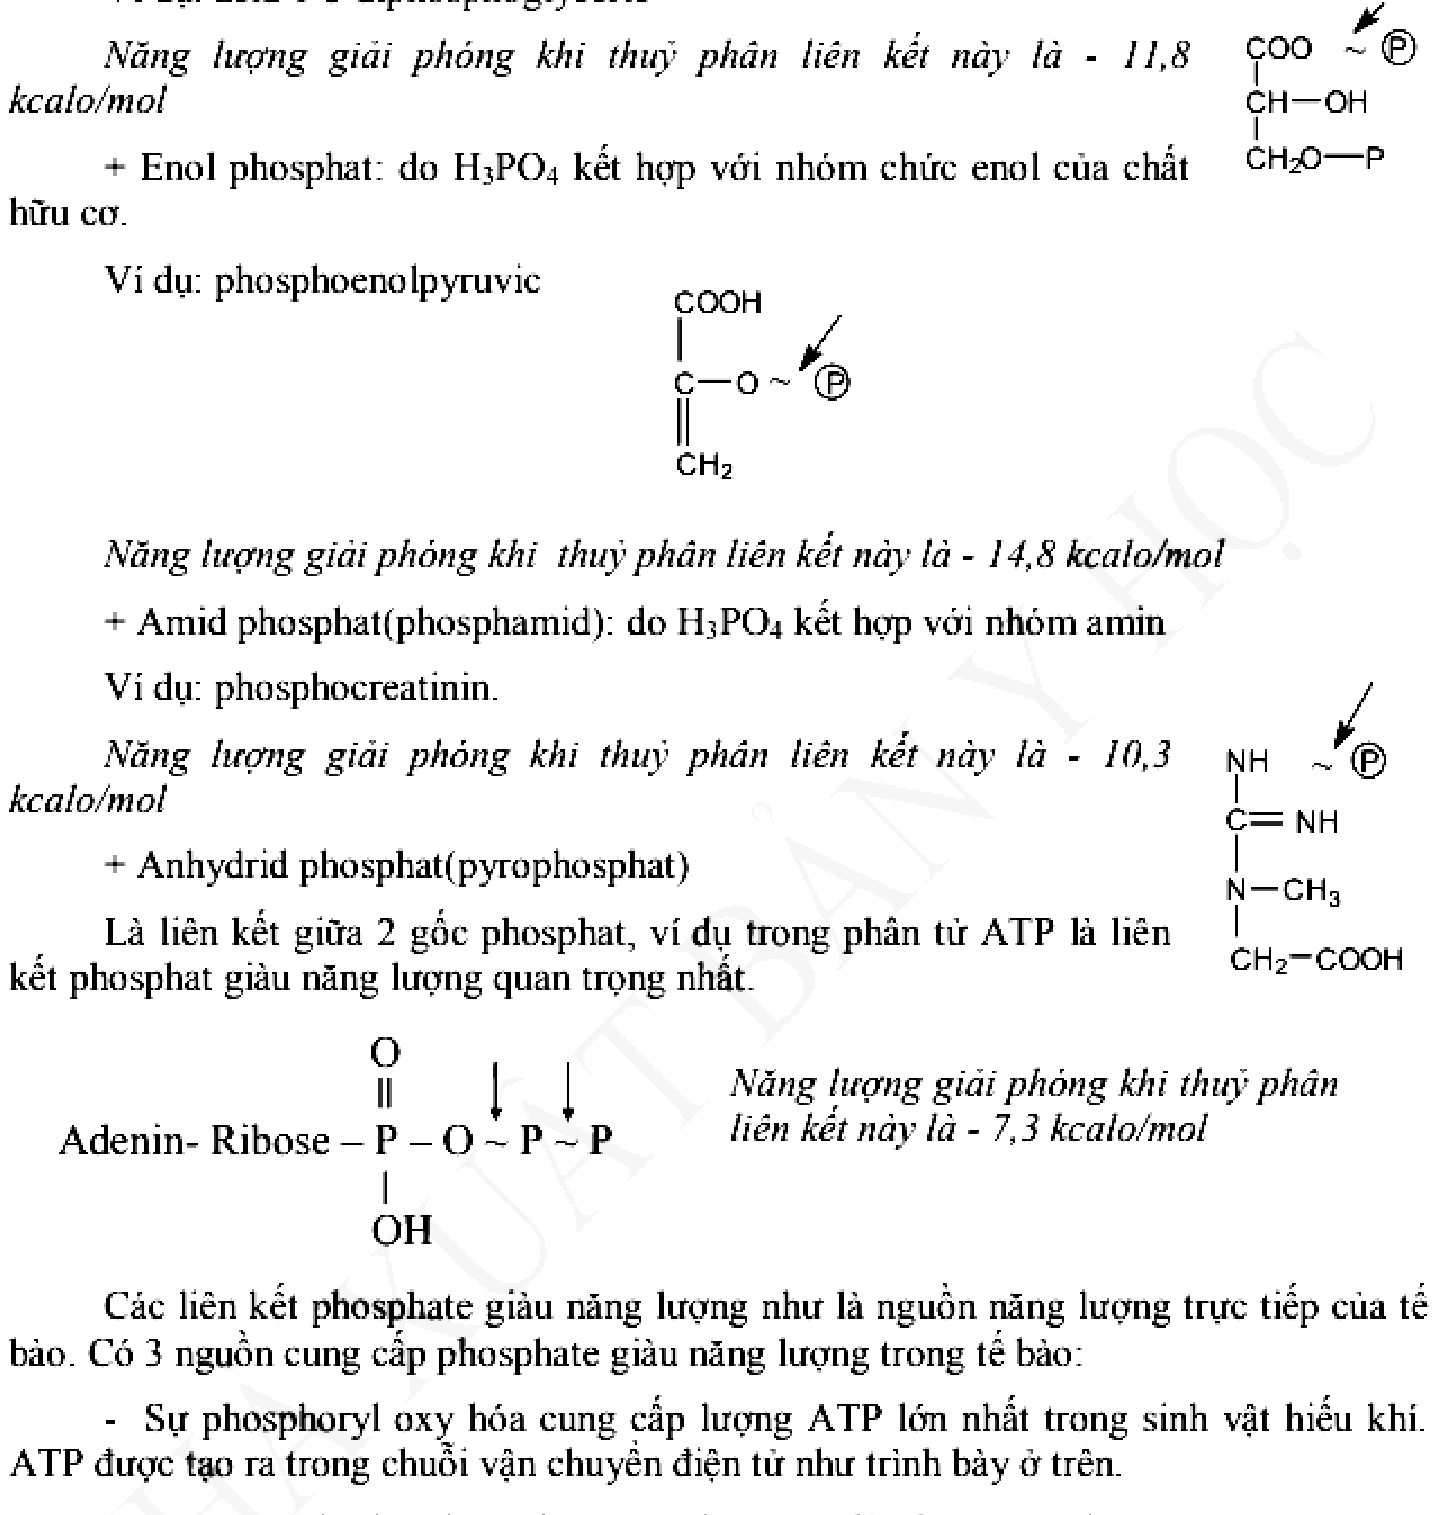 Năng lượng giải phóng khi thuỷ phân liên kết này là - 11,8
kcalo/mol
COO ~ P
CH—OH
CH₂O—P
+ Enol phosphat: do H₃PO₄ kết hợp với nhóm chức enol của chất
hữu cơ.
Ví dụ: phosphoenolpyruvic
COOH
C—O ~ P
CH₂
Năng lượng giải phóng khi thuỷ phân liên kết này là - 14,8 kcalo/mol
+ Amid phosphat(phosphamid): do H₃PO₄ kết hợp với nhóm amin
Ví dụ: phosphocreatinin.
Năng lượng giải phóng khi thuỷ phân liên kết này là - 10,3
kcalo/mol
NH ~ P
C= NH
N—CH₃
CH₂—COOH
+ Anhydrid phosphat(pyrophosphat)
Là liên kết giữa 2 gốc phosphat, ví dụ trong phân tử ATP là liên
kết phosphat giàu năng lượng quan trọng nhất.
O
Adenin- Ribose – P – O ~ P ~ P
OH
Năng lượng giải phóng khi thuỷ phân
liên kết này là - 7,3 kcalo/mol
Các liên kết phosphate giàu năng lượng như là nguồn năng lượng trực tiếp của tế
bào. Có 3 nguồn cung cấp phosphate giàu năng lượng trong tế bào:
- Sự phosphoryl oxy hóa cung cấp lượng ATP lớn nhất trong sinh vật hiếu khí.
ATP được tạo ra trong chuỗi vận chuyển điện tử như trình bày ở trên.
XUẤT BẢN Y HỌC